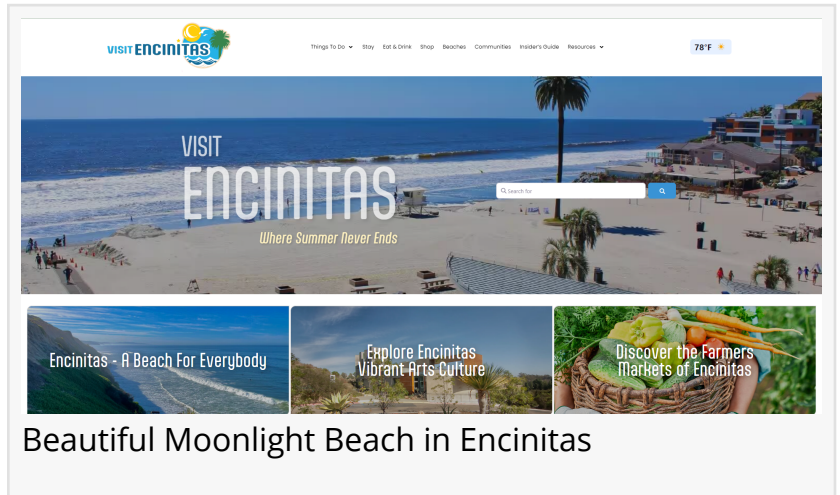 VISIT ENCINITAS
Things To Do Stay Eat & Drink Shop Beaches Communities Insider's Guide Resources
78°F
VISIT
ENCINITAS
Search for
Where Summer Never Ends
Encinitas - A Beach For Everybody
Explore Encinitas
Vibrant Arts Culture
Discover the Farmers
Markets of Encinitas
Beautiful Moonlight Beach in Encinitas